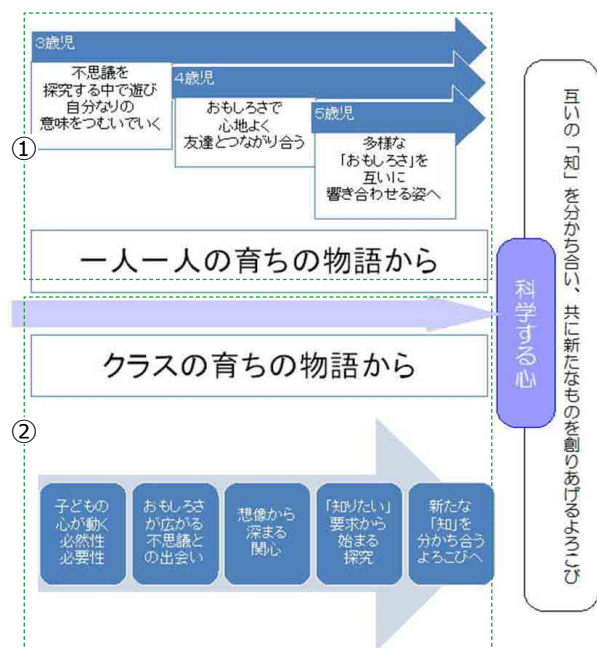 3歳児
不思議を
探究する中で遊び
自分なりの
意味をつむいでいく
4歳児
おもしろさで
心地よく
友達とつながり合う
5歳児
多様な
「おもしろさ」を
互いに
響き合わせる姿へ
①
一人一人の育ちの物語から
クラスの育ちの物語から
②
子どもの
心が動く
必然性
必要性
おもしろさ
が広がる
不思議と
の出会い
想像から
深まる
関心
「知りたい」
要求から
始まる
探究
新たな
「知」を
分かち合う
よろこびへ
科学する心
互いの「知」を分かち合い、共に新たなものを創りあげるよろこび